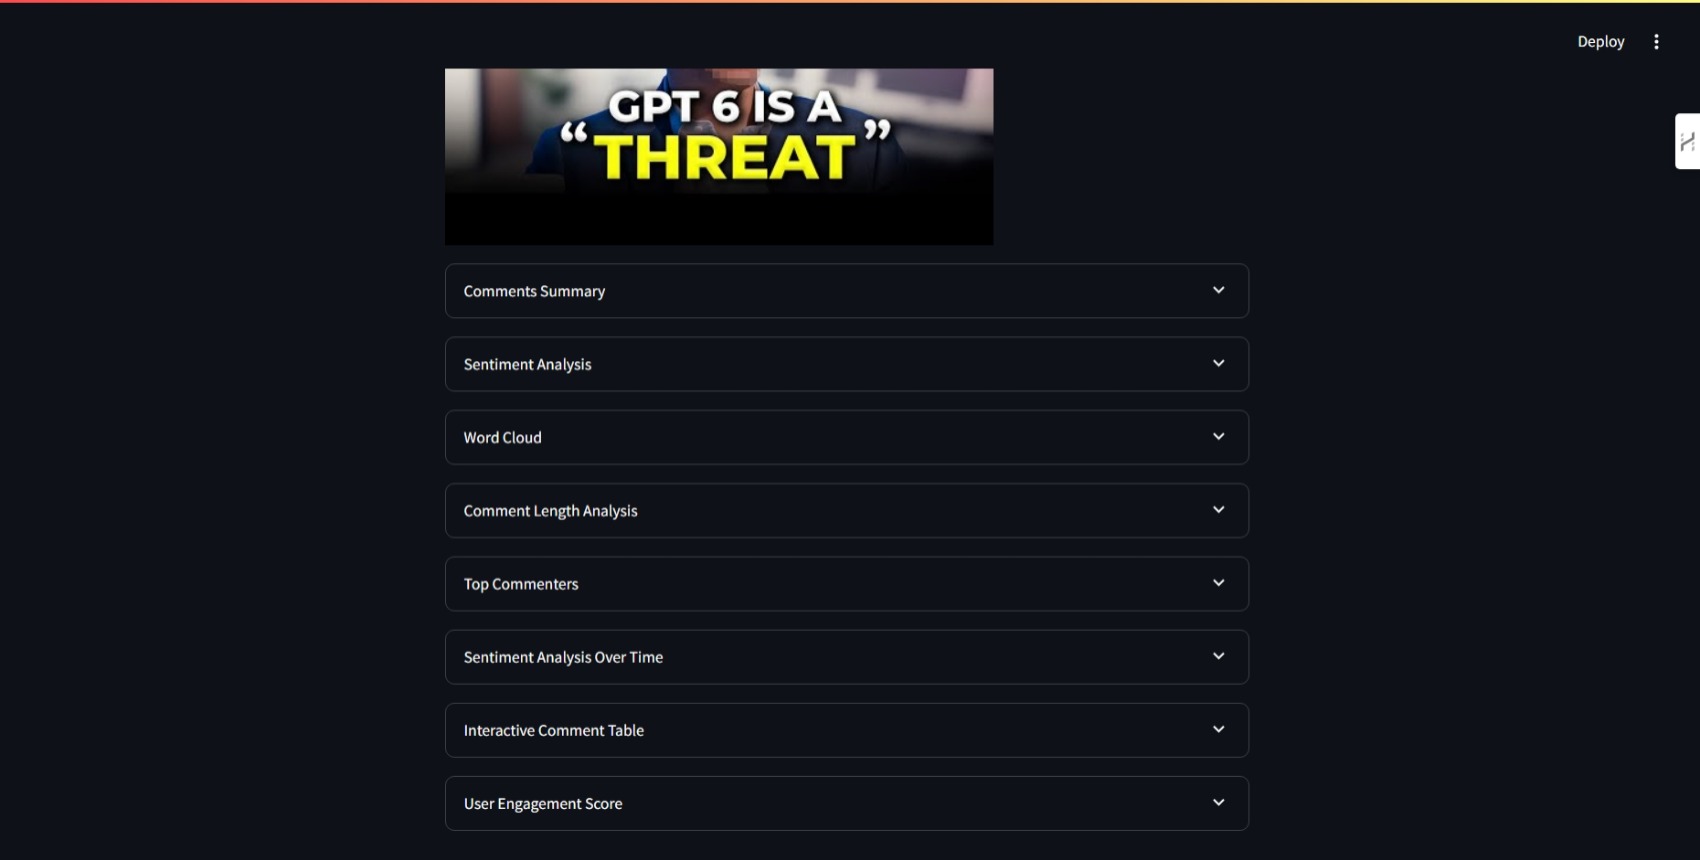 Deploy
GPT 6 IS A
“THREAT”
Comments Summary
Sentiment Analysis
Word Cloud
Comment Length Analysis
Top Commenters
Sentiment Analysis Over Time
Interactive Comment Table
User Engagement Score